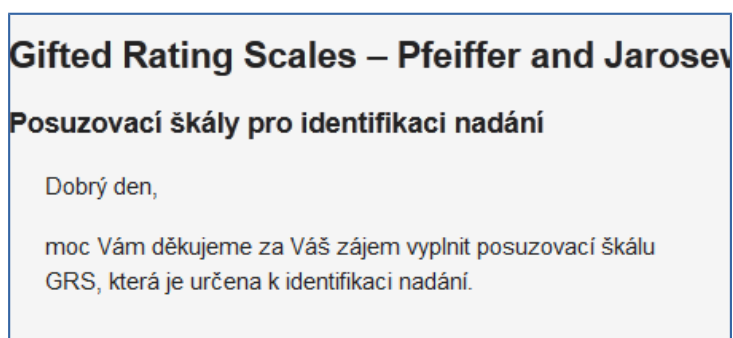 Gifted Rating Scales – Pfeiffer and
Posuzovací škály pro identifikaci nadání
Dobrý den,
moc Vám děkujeme za Váš zájem vyplnit posuzovací škálu
GRS, která je určena k identifikaci nadání.